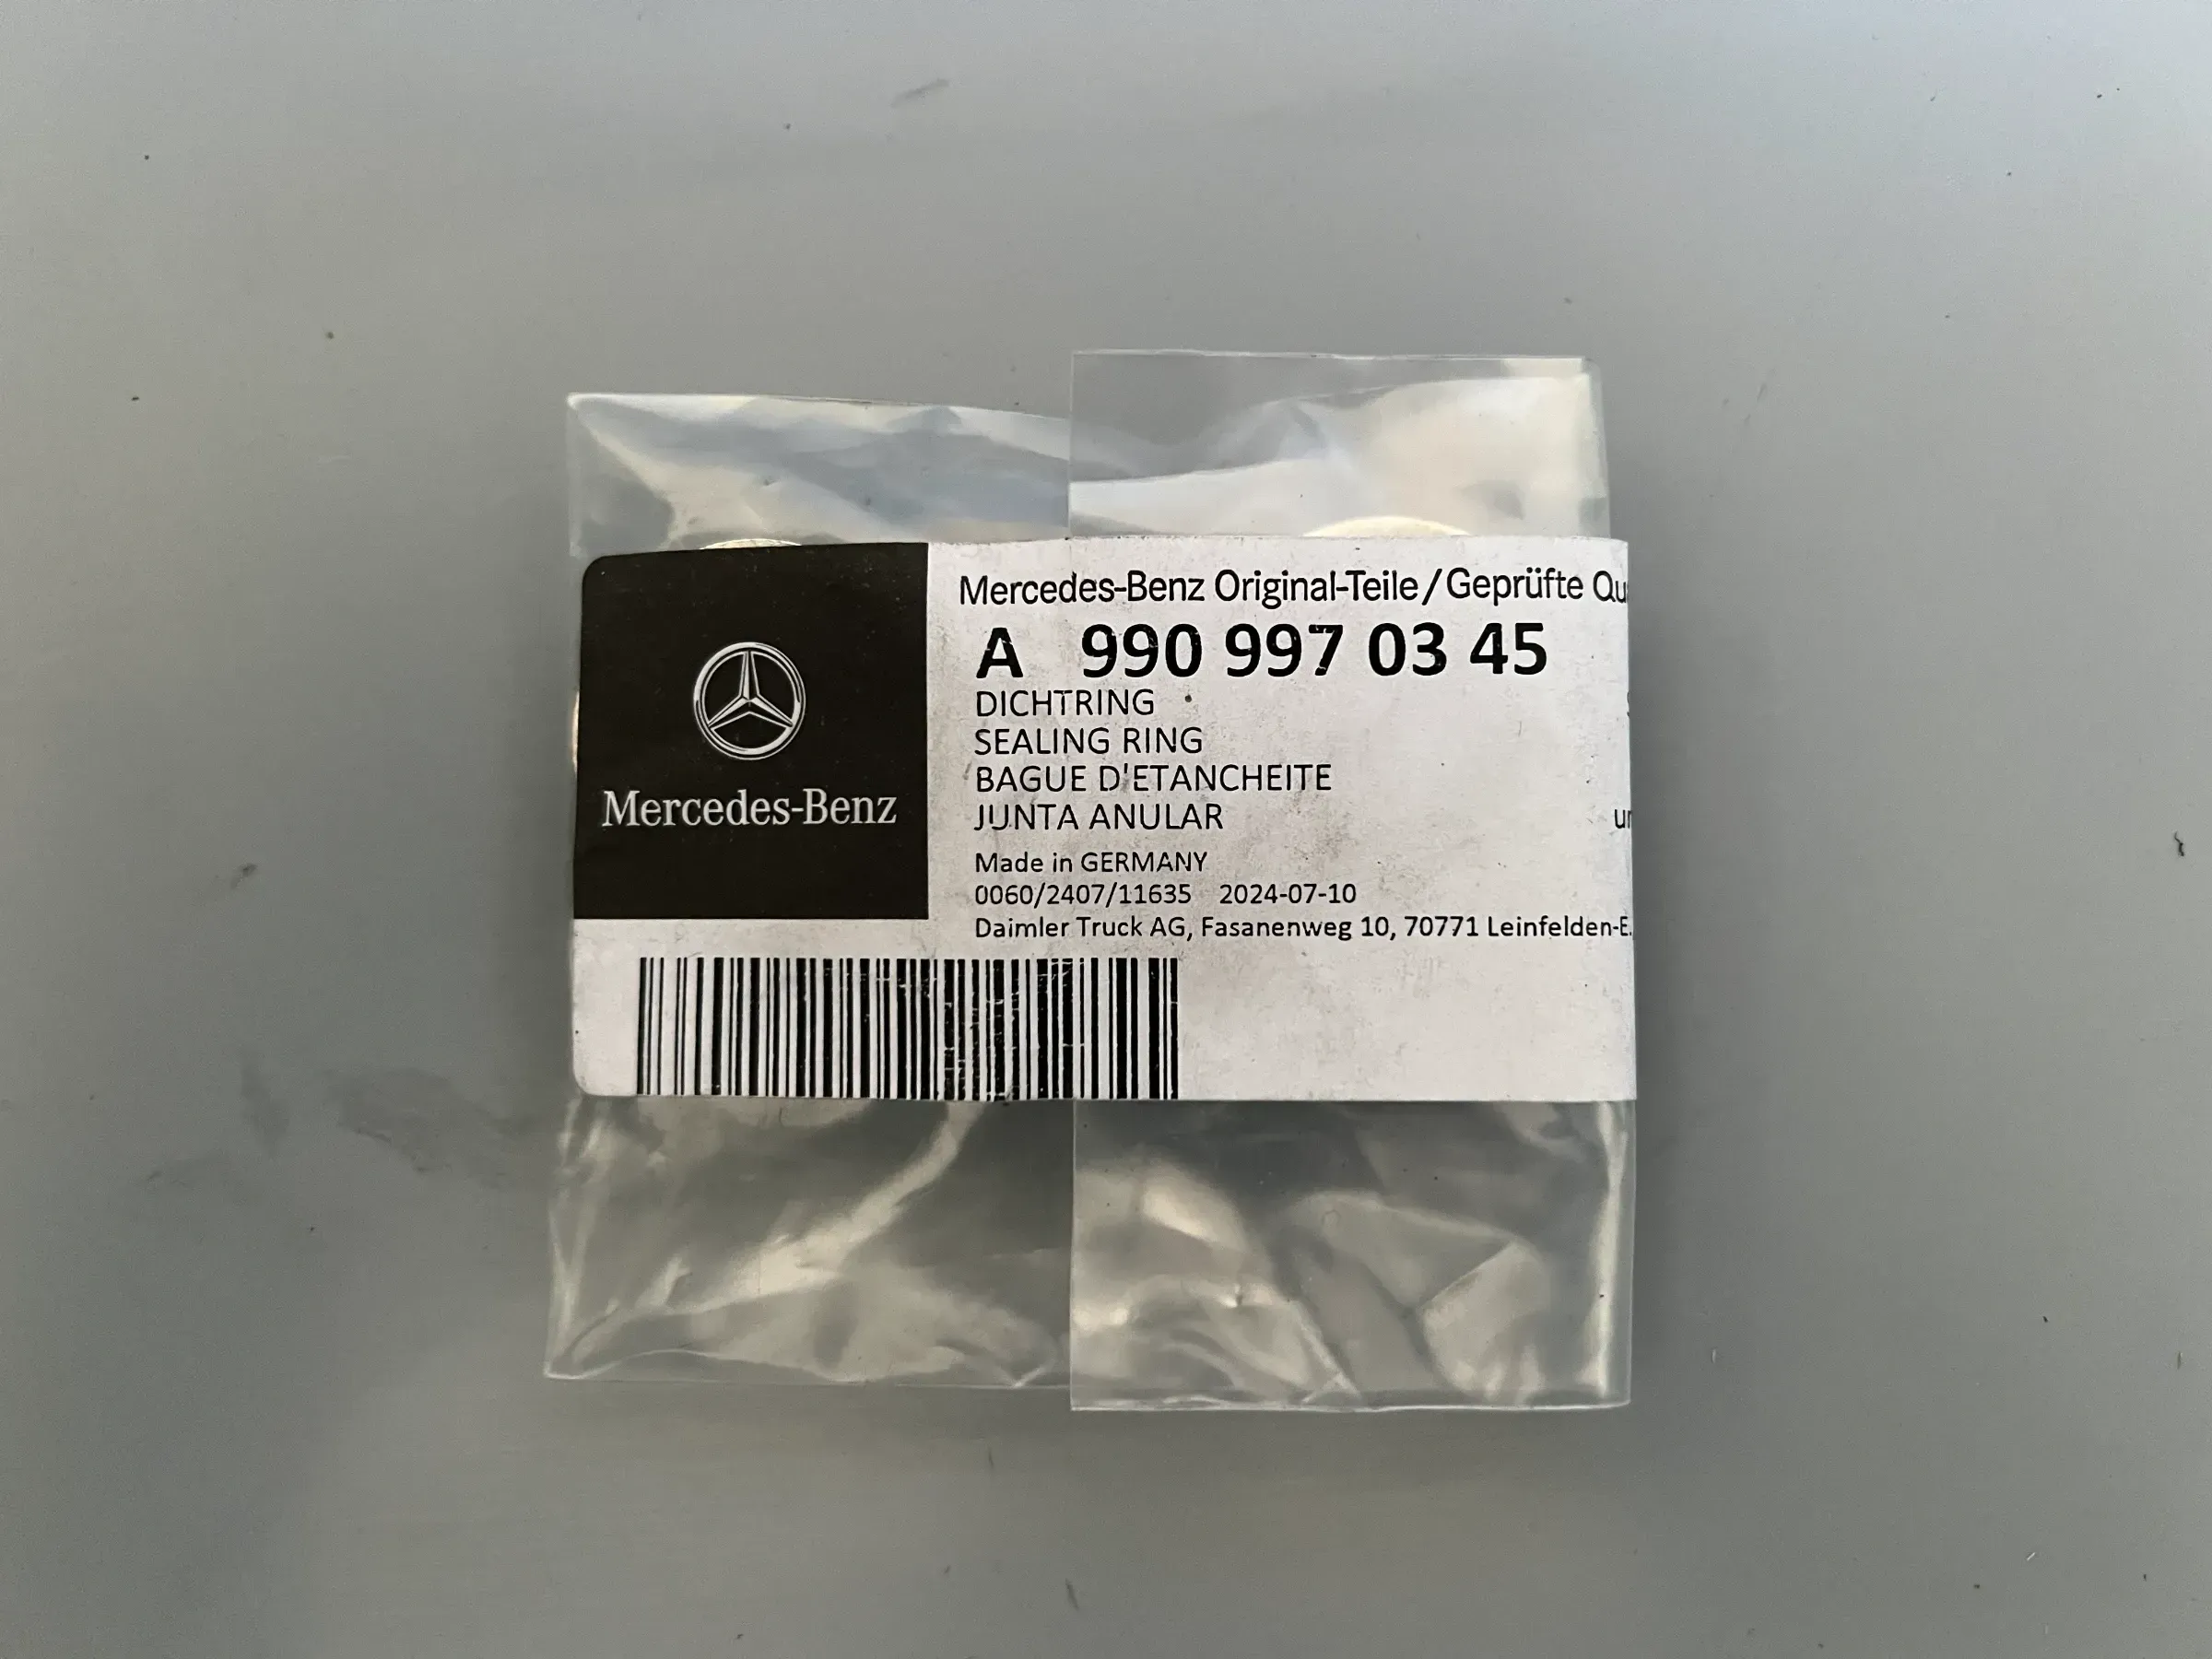 Mercedes-Benz
Mercedes-Benz Original-Teile/Geprüfte
A 990 997 03 45
DICHTRING
SEALING RING
BAGUE D'ETANCHEITE
JUNTA ANULAR
Made in GERMANY
0060/2407/11635 2024-07-10
Daimler Truck AG, Fasanenweg 10, 70771 Leinfelden-E.